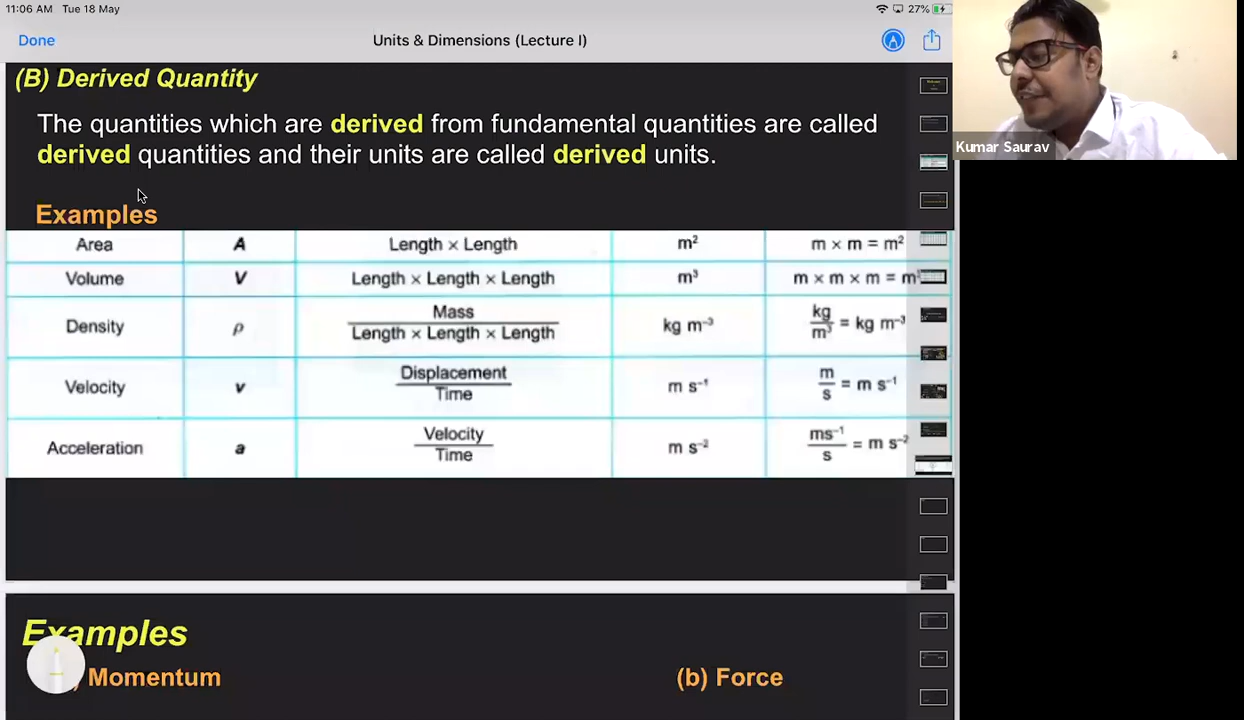 11:06 AM Tue 18 May
27%
Done
Units & Dimensions (Lecture I)
(B) Derived Quantity
The quantities which are derived from fundamental quantities are called
derived quantities and their units are called derived units.
Kumar Saurav
Examples
Area A Length × Length m² m × m = m²
Volume V Length × Length × Length m³ m × m × m = m
Density ρ Mass / Length × Length × Length kg m⁻³ kg / m³ = kg m⁻³
Velocity v Displacement / Time m s⁻¹ m / s = m s⁻¹
Acceleration a Velocity / Time m s⁻² ms⁻¹ / s = m s⁻²
Examples
Momentum (b) Force